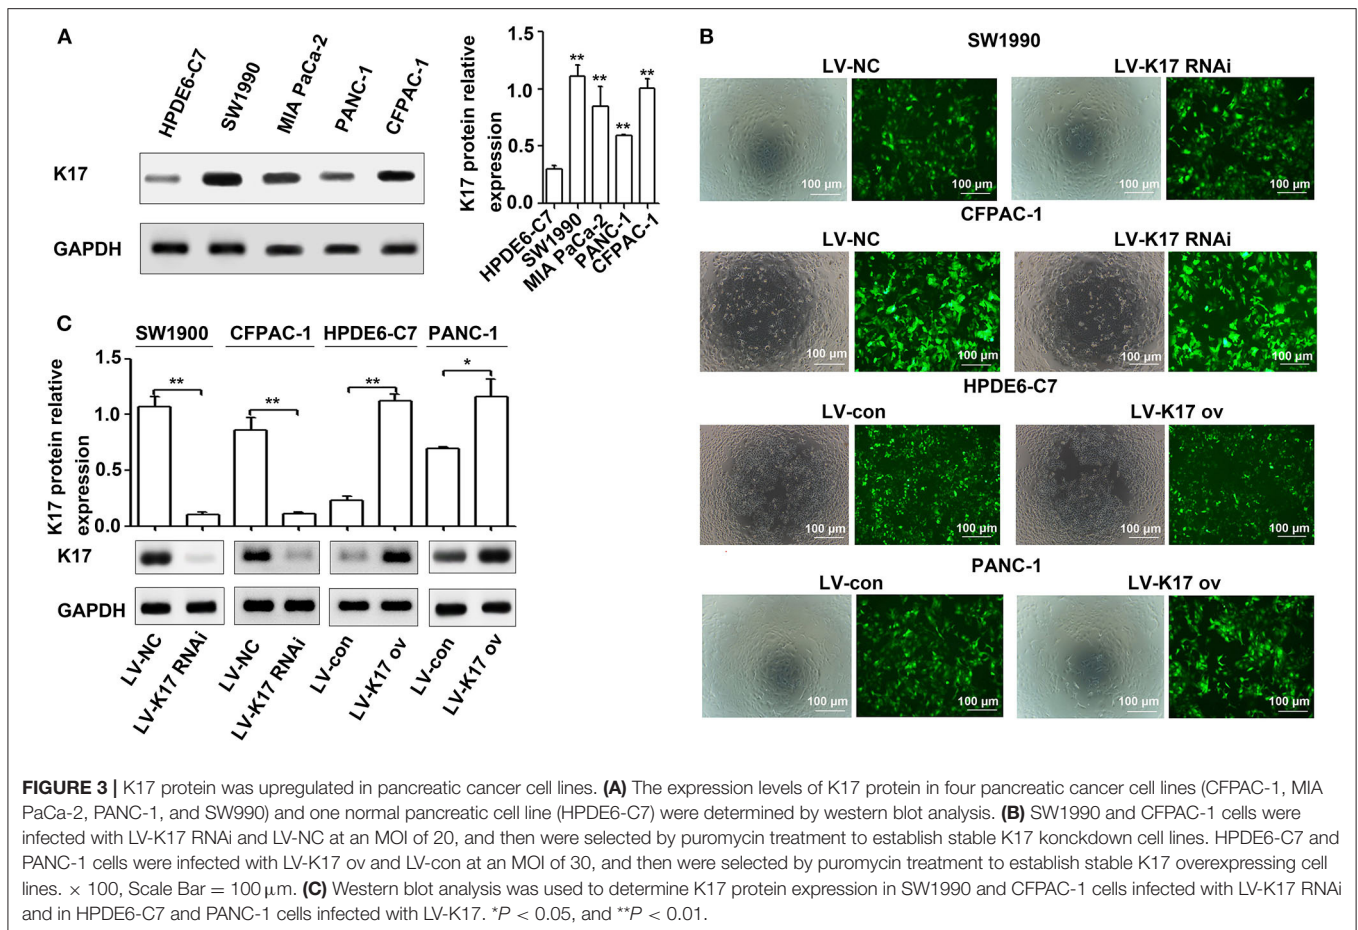 A
HPDE6-C7
SW1990
MIA PaCa-2
PANC-1
CFPAC-1
K17
GAPDH
K17 protein relative
expression
1.5
1.0
0.5
0.0
**
**
**
**
HPDE6-C7
SW1990
MIA PaCa-2
PANC-1
CFPAC-1
B
SW1990
LV-NC
LV-K17 RNAi
100 μm
100 μm
100 μm
100 μm
CFPAC-1
LV-NC
LV-K17 RNAi
100 μm
100 μm
100 μm
100 μm
HPDE6-C7
LV-con
LV-K17 ov
100 μm
100 μm
100 μm
100 μm
PANC-1
LV-con
LV-K17 ov
100 μm
100 μm
100 μm
100 μm
C
SW1900
CFPAC-1
HPDE6-C7
PANC-1
K17 protein relative
expression
1.5
1.0
0.5
0.0
**
**
**
*
K17
GAPDH
LV-NC
LV-K17 RNAi
LV-NC
LV-K17 RNAi
LV-con
LV-K17 ov
LV-con
LV-K17 ov
FIGURE 3 | K17 protein was upregulated in pancreatic cancer cell lines. (A) The expression levels of K17 protein in four pancreatic cancer cell lines (CFPAC-1, MIA
PaCa-2, PANC-1, and SW990) and one normal pancreatic cell line (HPDE6-C7) were determined by western blot analysis. (B) SW1990 and CFPAC-1 cells were
infected with LV-K17 RNAi and LV-NC at an MOI of 20, and then were selected by puromycin treatment to establish stable K17 konckdown cell lines. HPDE6-C7 and
PANC-1 cells were infected with LV-K17 ov and LV-con at an MOI of 30, and then were selected by puromycin treatment to establish stable K17 overexpressing cell
lines. × 100, Scale Bar = 100 μm. (C) Western blot analysis was used to determine K17 protein expression in SW1990 and CFPAC-1 cells infected with LV-K17 RNAi
and in HPDE6-C7 and PANC-1 cells infected with LV-K17. *P < 0.05, and **P < 0.01.